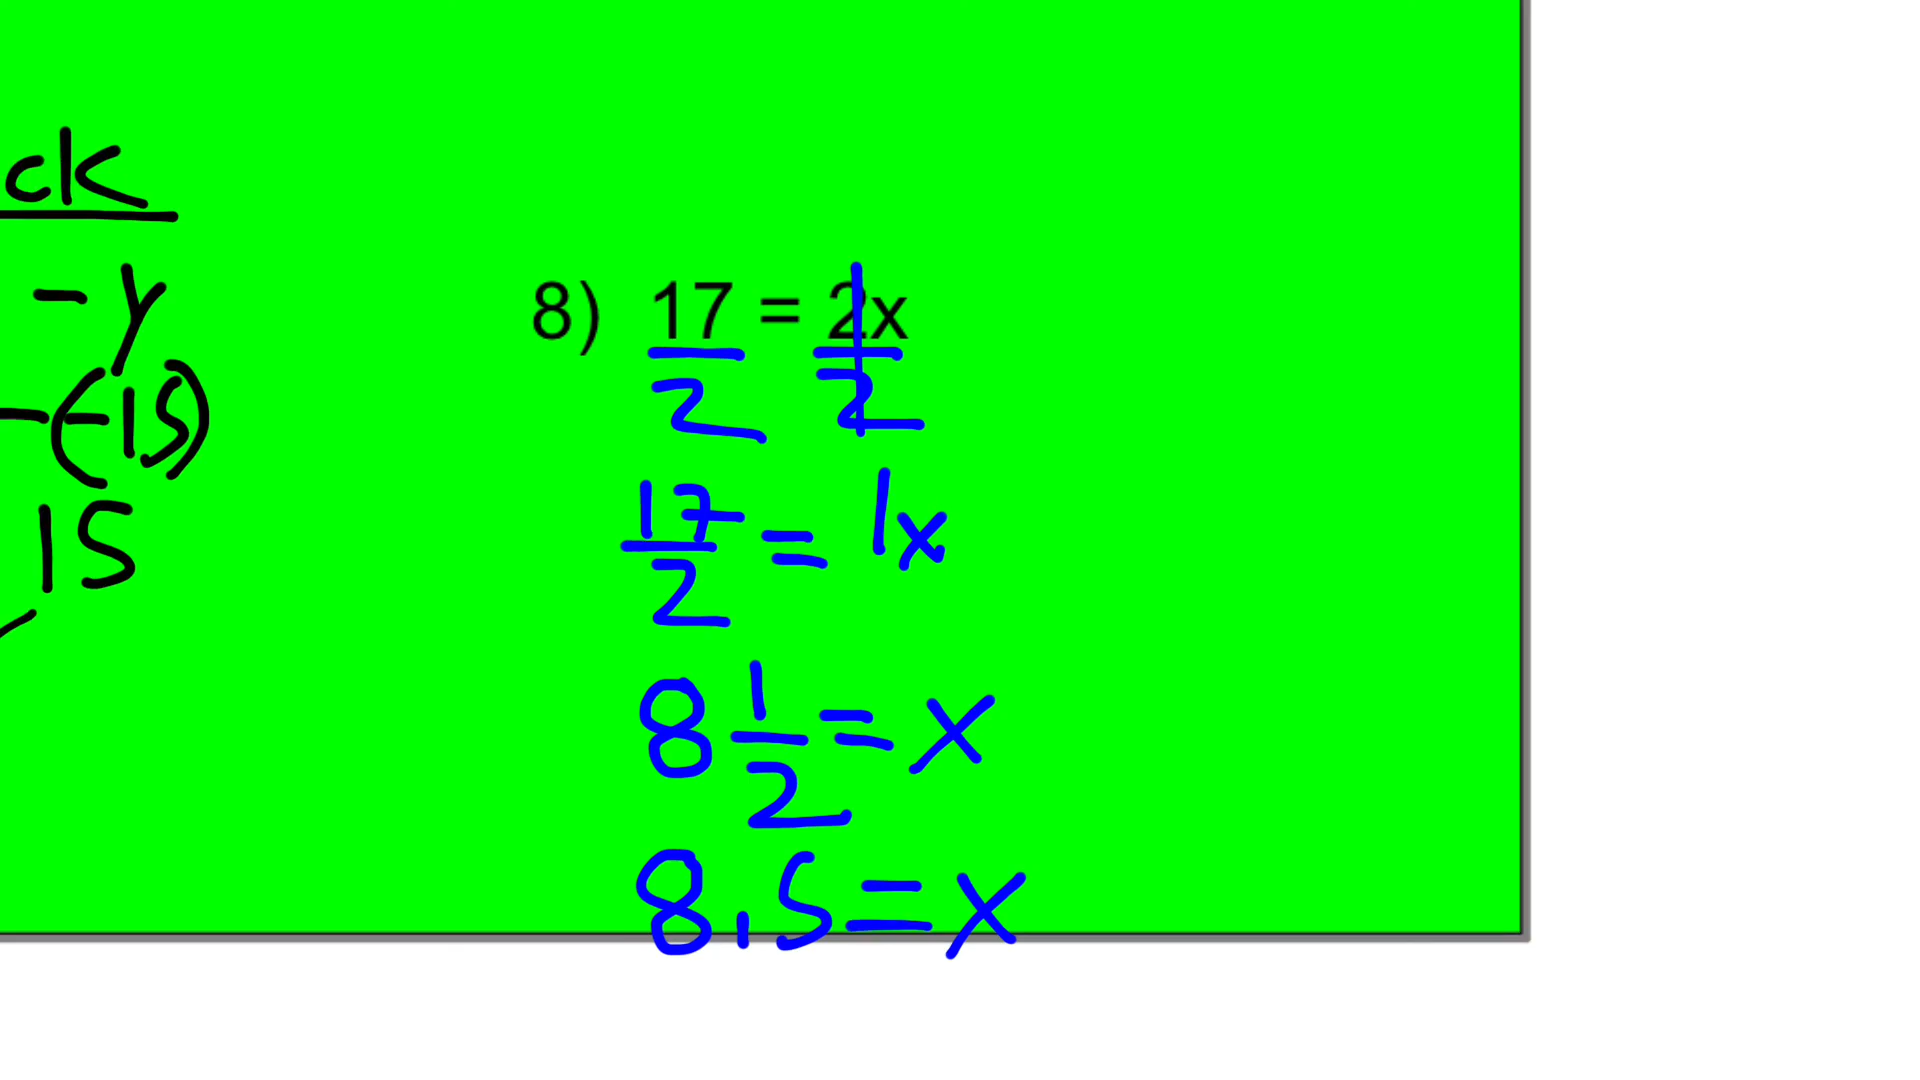 ck
-y
-(-15)
15
8) 17 = 2x
2 2
17/2 = 1x
8 1/2 = x
8.5 = x